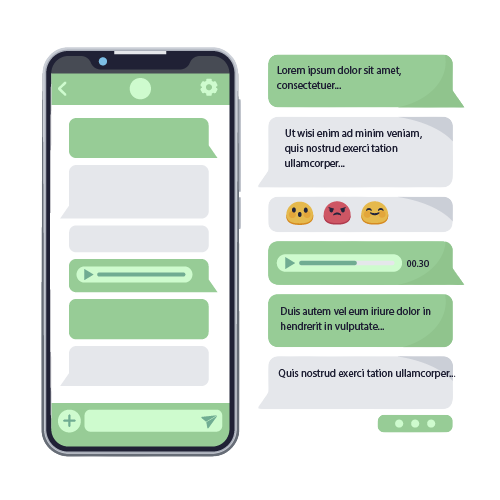 Lorem ipsum dolor sit amet,
consectetuer...
Ut wisi enim ad minim veniam,
quis nostrud exerci tation
ullamcorper...
00.30
Duis autem vel eum iriure dolor in
hendrerit in vulputate...
Quis nostrud exerci tation ullamcorper...